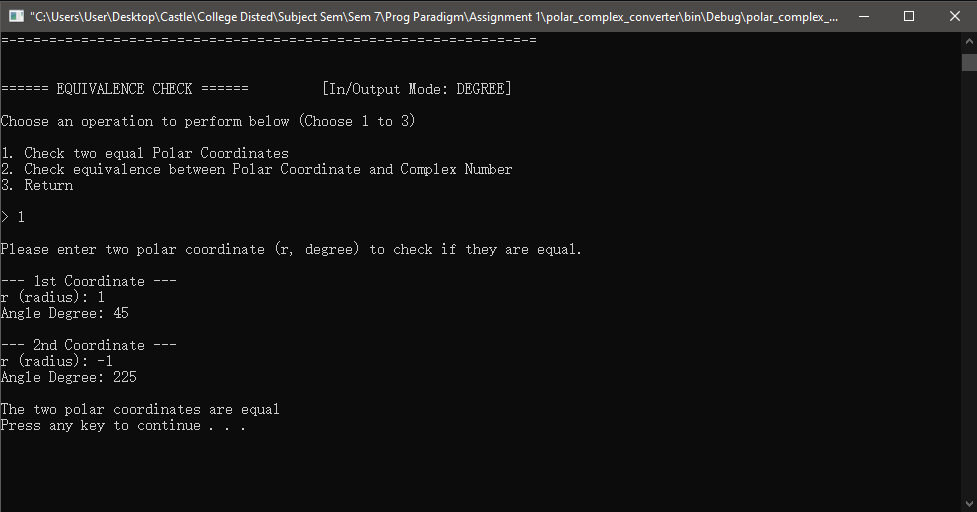 "C:\Users\User\Desktop\Castle\College Disted\Subject Sem\Sem 7\Prog Paradigm\Assignment 1\polar_complex_converter\bin\Debug\polar_complex_...
=-=-=-=-=-=-=-=-=-=-=-=-=-=-=-=-=-=-=-=-=-=-=-=-=-=-=-=-=-=-=-=-=-=
====== EQUIVALENCE CHECK ====== [In/Output Mode: DEGREE]
Choose an operation to perform below (Choose 1 to 3)
1. Check two equal Polar Coordinates
2. Check equivalence between Polar Coordinate and Complex Number
3. Return
> 1
Please enter two polar coordinate (r, degree) to check if they are equal.
--- 1st Coordinate ---
r (radius): 1
Angle Degree: 45
--- 2nd Coordinate ---
r (radius): -1
Angle Degree: 225
The two polar coordinates are equal
Press any key to continue . . .